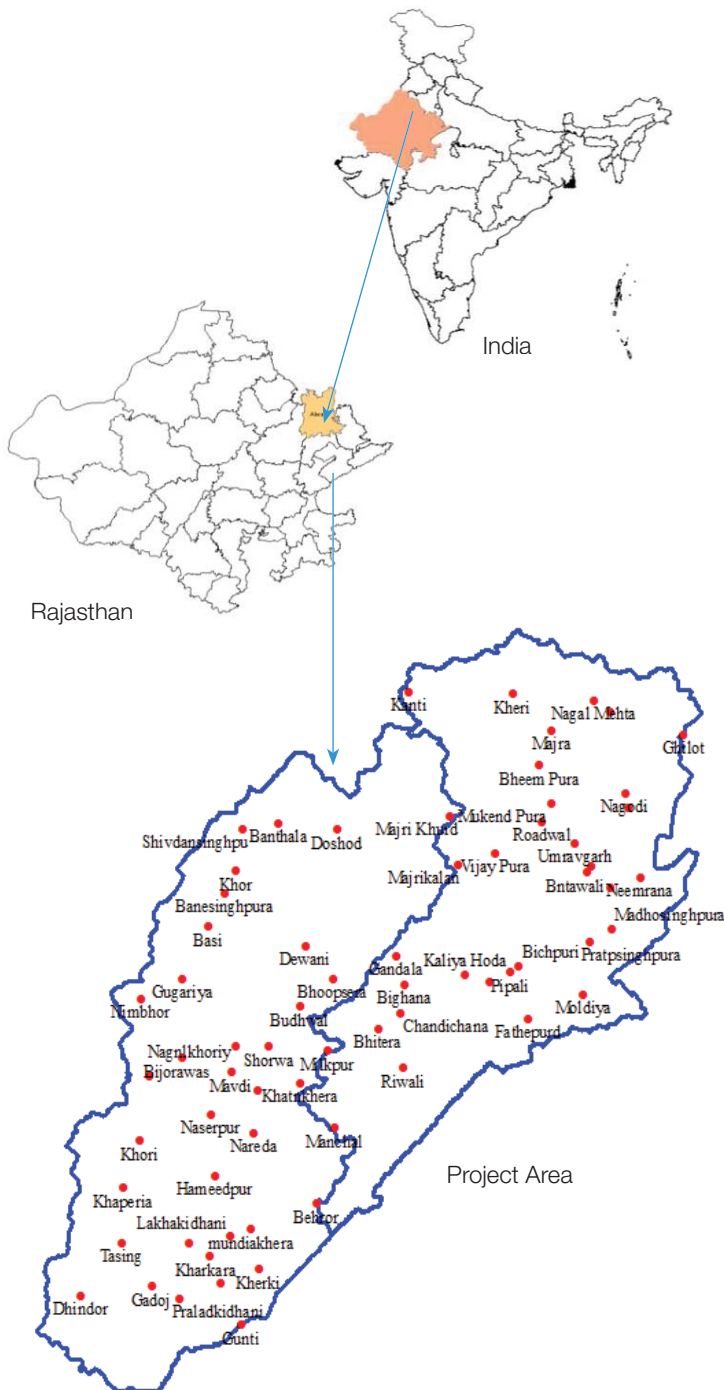 India
Rajasthan
Kanti
Kheri
Nagal Mehta
Majra
Ghilot
Bheem Pura
Nagodi
Majri Khurd
Mukend Pura
Roadwal
Shivdansinghpu
Banthala
Doshod
Umravgarh
Majrikalan
Vijay Pura
Khor
Bntawali
Neemrana
Banesinghpura
Madhosinghpura
Basi
Dewani
Gandala
Kaliya Hoda
Bichpuri
Pratpsinghpura
Gugariya
Bhoopsera
Bighana
Pipali
Nimbhor
Budhwal
Chandichana
Moldiya
Bhitera
Fathepurd
Nagnlkhoriy
Shorwa
Milkpur
Bijorawas
Mavdi
Khatnkhera
Riwali
Naserpur
Nareda
Manchal
Khori
Project Area
Hameedpur
Khaperia
Behror
Lakhakidhani
Tasing
mundiakhera
Kharkara
Kherki
Dhindor
Gadoj
Praladkidhani
Gunti